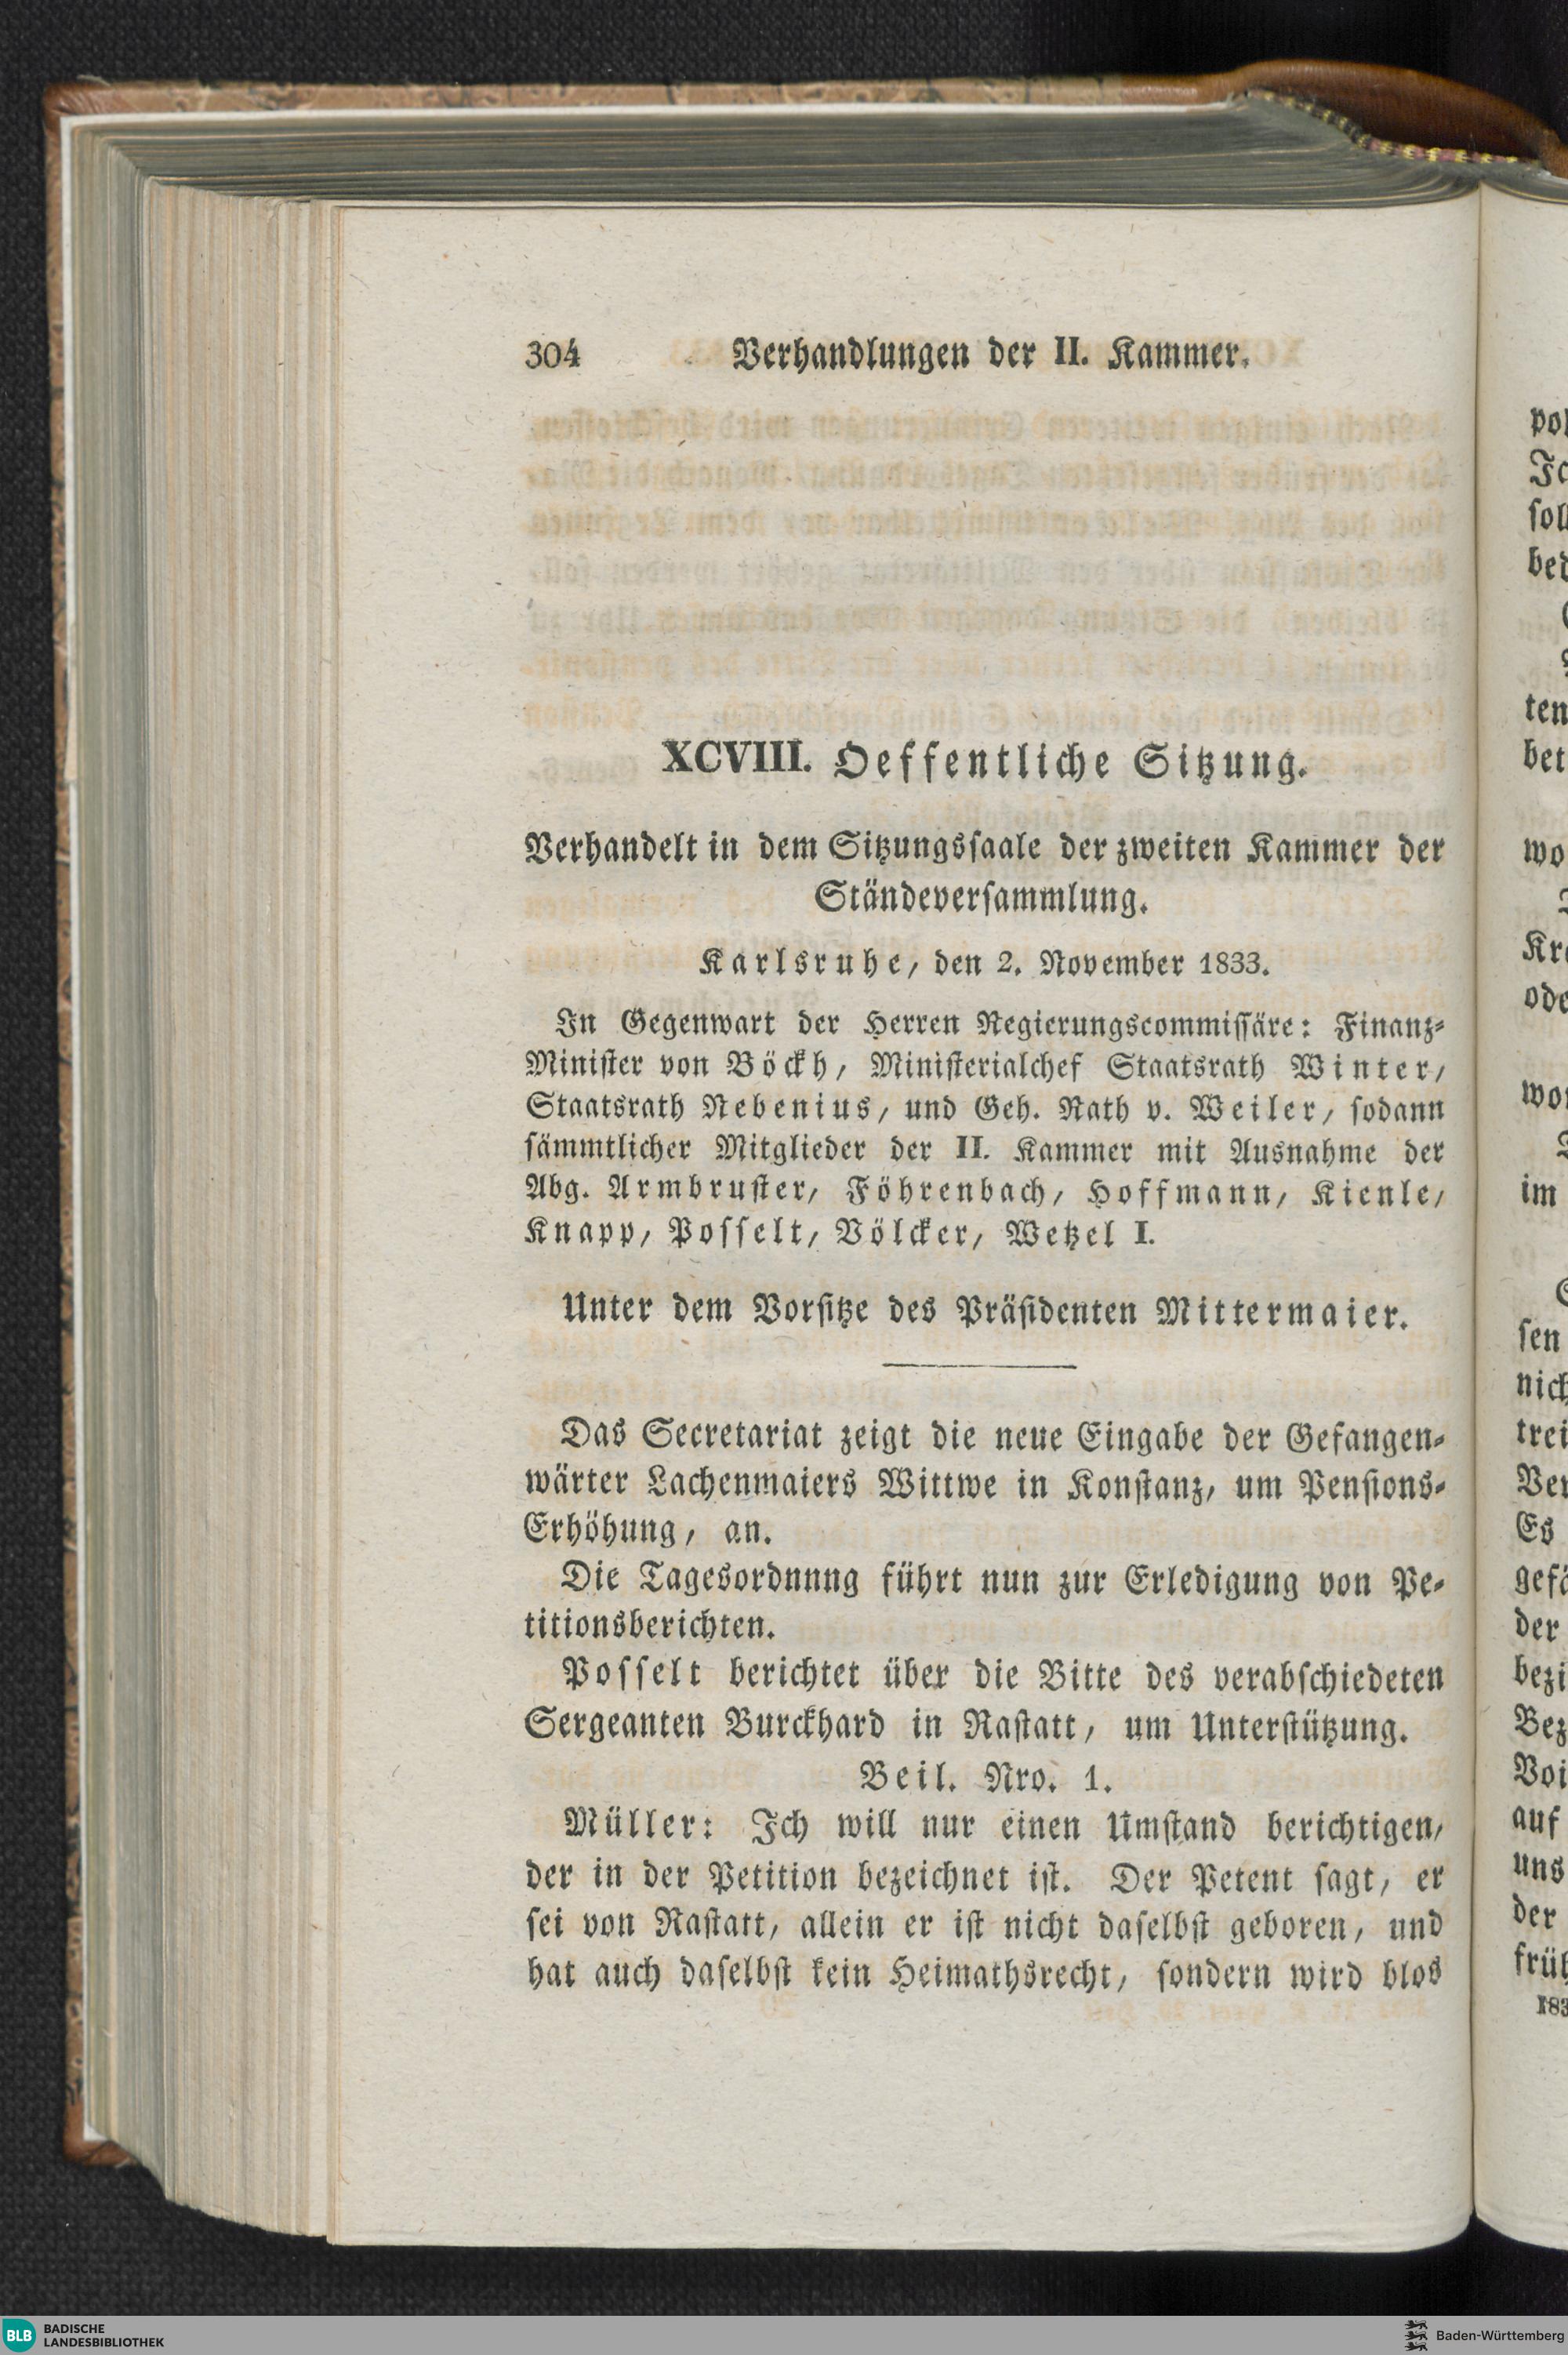 304 Verhandlungen der II. Kammer.
XCVIII. Oeffentliche Sitzung.
Verhandelt in dem Sitzungsſaale der zweiten Kammer der
Ständeverſammlung.
Karlsruhe, den 2. November 1833.
In Gegenwart der Herren Regierungscommiſſäre: Finanz-
Miniſter von Böckh, Miniſterialchef Staatsrath Winter,
Staatsrath Nebenius, und Geh. Rath v. Weiler, ſodann
ſämmtlicher Mitglieder der II. Kammer mit Ausnahme der
Abg. Armbruſter, Föhrenbach, Hoffmann, Kienle,
Knapp, Poſſelt, Völcker, Wetzel I.
Unter dem Vorſitze des Präſidenten Mittermaier.
Das Secretariat zeigt die neue Eingabe der Gefangen-
wärter Lachenmaiers Wittwe in Konſtanz, um Penſions-
Erhöhung, an.
Die Tagesordnnng führt nun zur Erledigung von Pe-
titionsberichten.
Poſſelt berichtet über die Bitte des verabſchiedeten
Sergeanten Burckhard in Raſtatt, um Unterſtützung.
Beil. Nro. 1.
Müller: Ich will nur einen Umſtand berichtigen,
der in der Petition bezeichnet iſt. Der Petent ſagt, er
ſei von Raſtatt, allein er iſt nicht daſelbſt geboren, und
hat auch daſelbſt kein Heimathsrecht, ſondern wird blos
BLB BADISCHE
LANDESBIBLIOTHEK
Baden-Württemberg